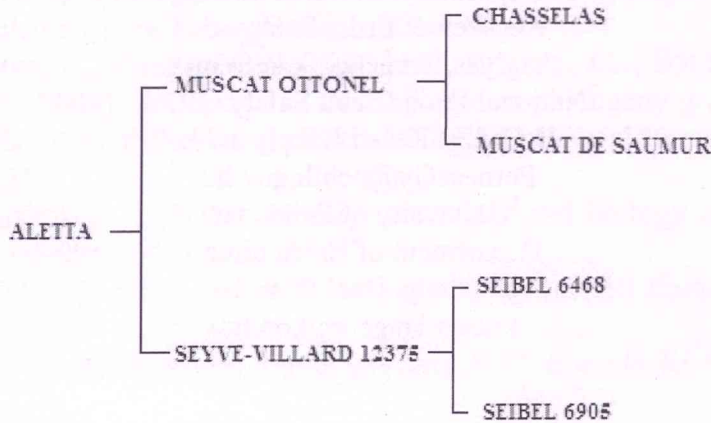 CHASSELAS
MUSCAT OTTONEL
MUSCAT DE SAUMUR
ALETTA
SEIBEL 6468
SEYVE-VILLARD 12375
SEIBEL 6905